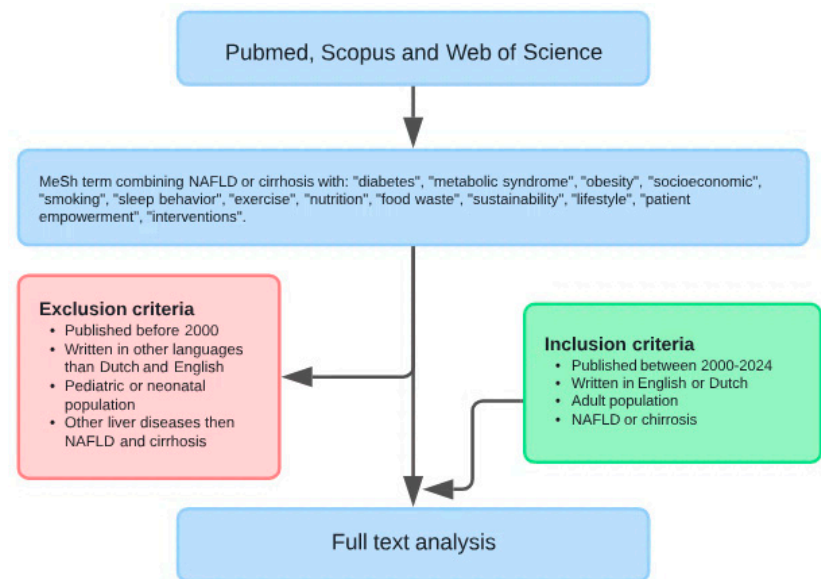 Pubmed, Scopus and Web of Science
MeSh term combining NAFLD or cirrhosis with: "diabetes", "metabolic syndrome", "obesity", "socioeconomic",
"smoking", "sleep behavior", "exercise", "nutrition", "food waste", "sustainability", "lifestyle", "patient
empowerment", "interventions".
Exclusion criteria
• Published before 2000
• Written in other languages
than Dutch and English
• Pediatric or neonatal
population
• Other liver diseases then
NAFLD and cirrhosis
Inclusion criteria
• Published between 2000-2024
• Written in English or Dutch
• Adult population
• NAFLD or chirrosis
Full text analysis